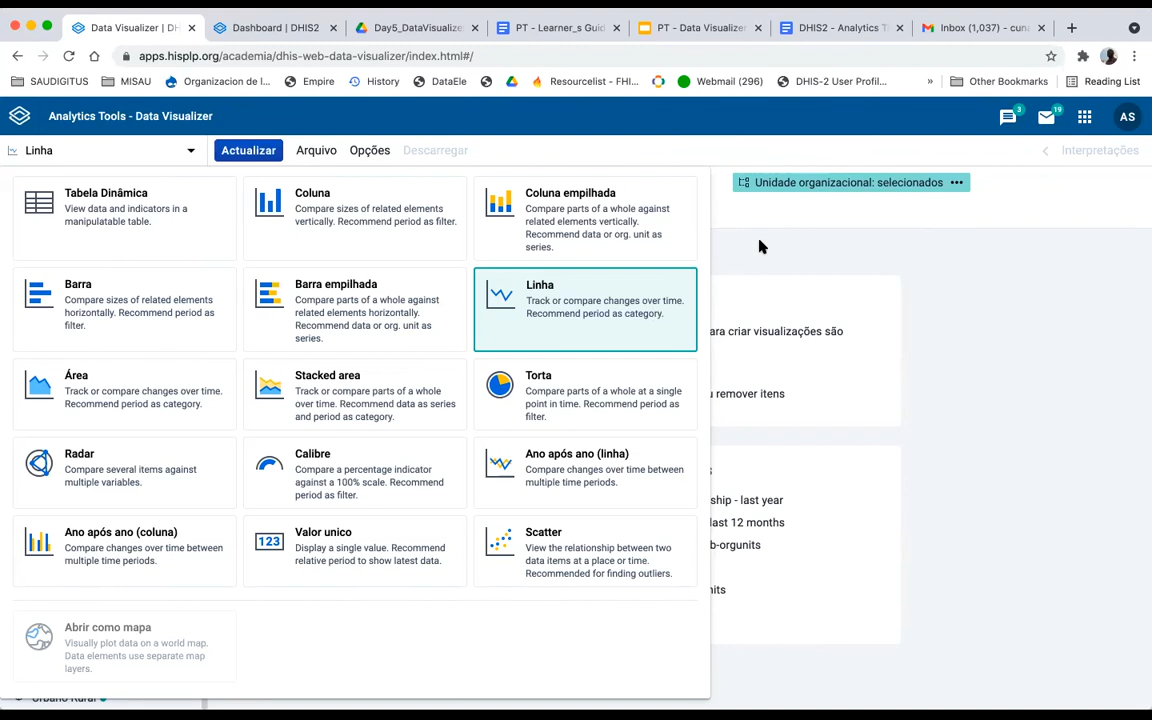 Data Visualizer | DH
Dashboard | DHIS2
Day5_DataVisualize
PT - Learner_s Guid
PT - Data Visualize
DHIS2 - Analytics T
Inbox (1,037) - cuna
apps.hisplp.org/academia/dhis-web-data-visualizer/index.html#/
SAUDIGITUS
MISAU
Organizacion de l...
Empire
History
DataEle
Resourcelist - FHI...
Webmail (296)
DHIS-2 User Profil...
»
Other Bookmarks
Reading List
Analytics Tools - Data Visualizer
3
19
AS
Linha
Actualizar
Arquivo
Opções
Descarregar
Interpretações
Unidade organizacional: selecionados
Tabela Dinâmica
View data and indicators in a
manipulatable table.
Coluna
Compare sizes of related elements
vertically. Recommend period as filter.
Coluna empilhada
Compare parts of a whole against
related elements vertically.
Recommend data or org. unit as
series.
Barra
Compare sizes of related elements
horizontally. Recommend period as
filter.
Barra empilhada
Compare parts of a whole against
related elements horizontally.
Recommend data or org. unit as
series.
Linha
Track or compare changes over time.
Recommend period as category.
ara criar visualizações são
Área
Track or compare changes over time.
Recommend period as category.
Stacked area
Track or compare parts of a whole
over time. Recommend data as series
and period as category.
Torta
Compare parts of a whole at a single
point in time. Recommend period as
filter.
u remover itens
Radar
Compare several items against
multiple variables.
Calibre
Compare a percentage indicator
against a 100% scale. Recommend
period as filter.
Ano após ano (linha)
Compare changes over time between
multiple time periods.
s
ship - last year
last 12 months
b-orgunits
Ano após ano (coluna)
Compare changes over time between
multiple time periods.
Valor unico
123
Display a single value. Recommend
relative period to show latest data.
Scatter
View the relationship between two
data items at a place or time.
Recommended for finding outliers.
nits
Abrir como mapa
Visually plot data on a world map.
Data elements use separate map
layers.
Urbano Rural